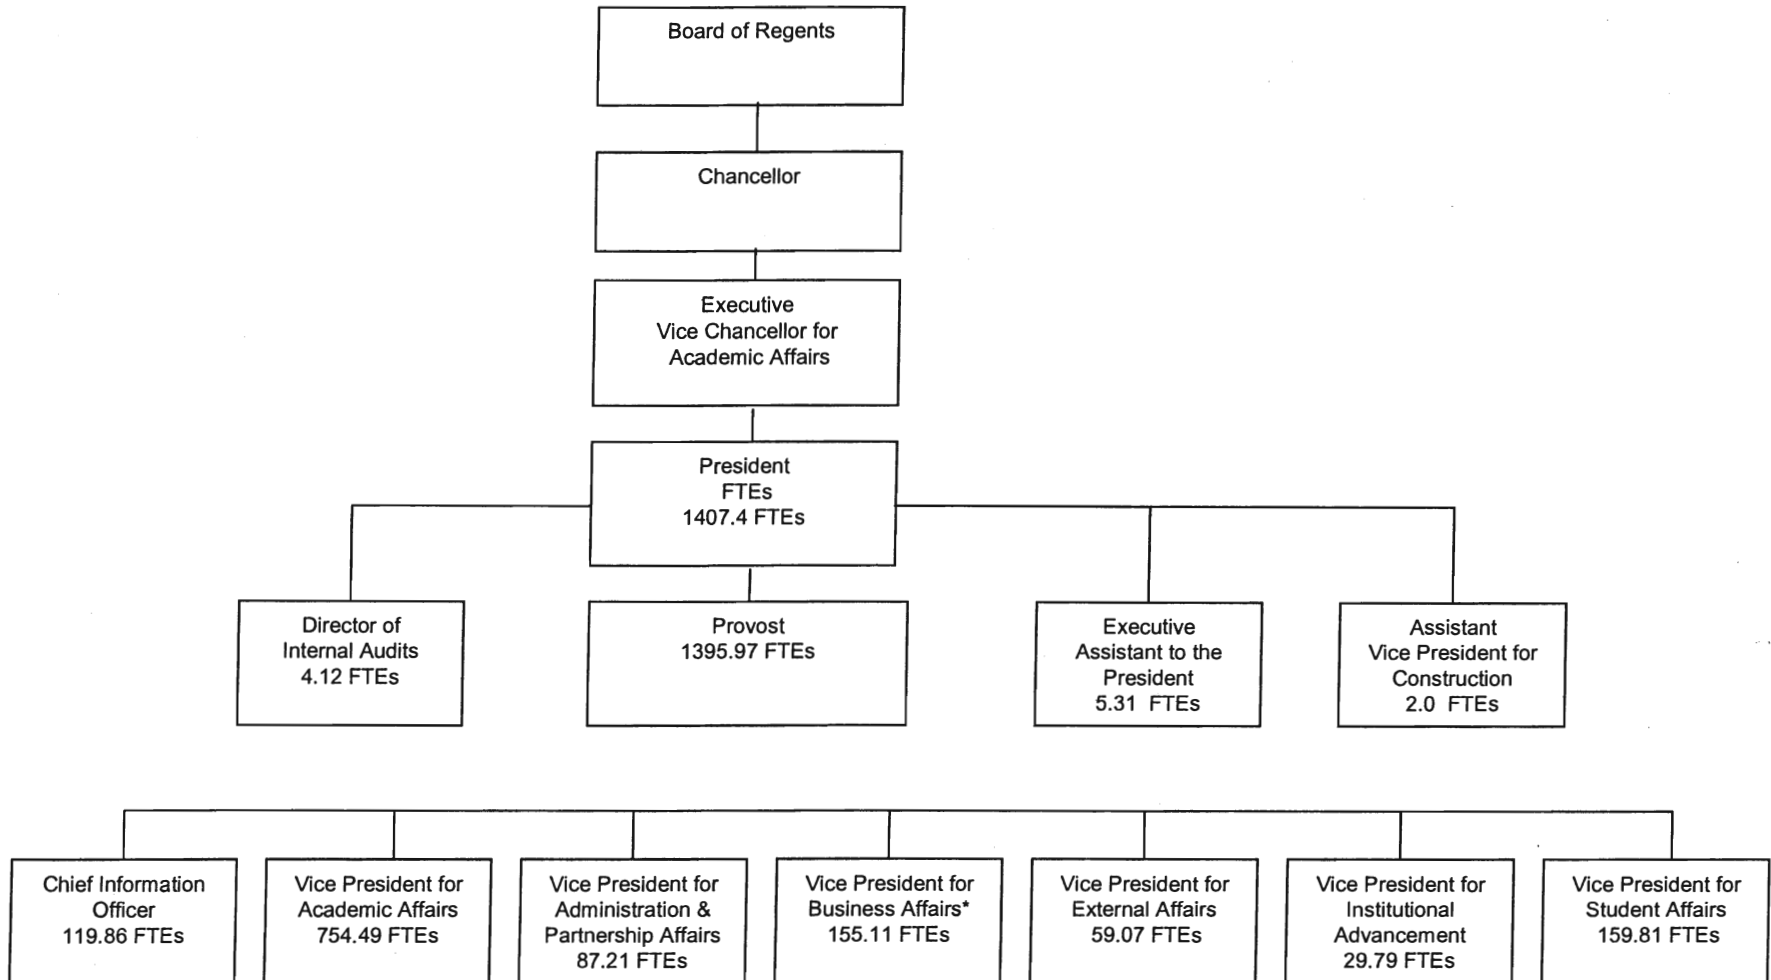 Board of Regents
Chancellor
Executive
Vice Chancellor for
Academic Affairs
President
FTEs
1407.4 FTEs
Director of
Internal Audits
4.12 FTEs
Provost
1395.97 FTEs
Executive
Assistant to the
President
5.31 FTEs
Assistant
Vice President for
Construction
2.0 FTEs
Chief Information
Officer
119.86 FTEs
Vice President for
Academic Affairs
754.49 FTEs
Vice President for
Administration &
Partnership Affairs
87.21 FTEs
Vice President for
Business Affairs*
155.11 FTEs
Vice President for
External Affairs
59.07 FTEs
Vice President for
Institutional
Advancement
29.79 FTEs
Vice President for
Student Affairs
159.81 FTEs